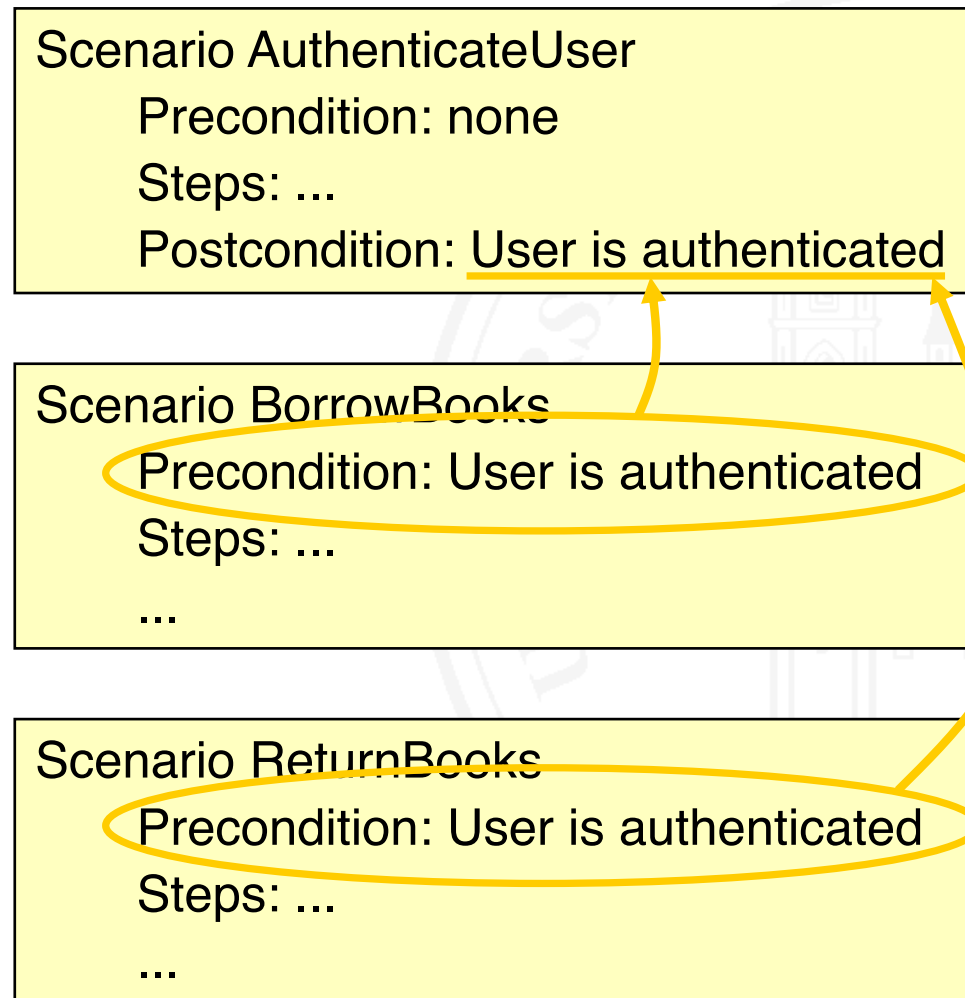 Scenario AuthenticateUser
Precondition: none
Steps: ...
Postcondition: User is authenticated
Scenario BorrowBooks
Precondition: User is authenticated
Steps: ...
...
Scenario ReturnBooks
Precondition: User is authenticated
Steps: ...
...